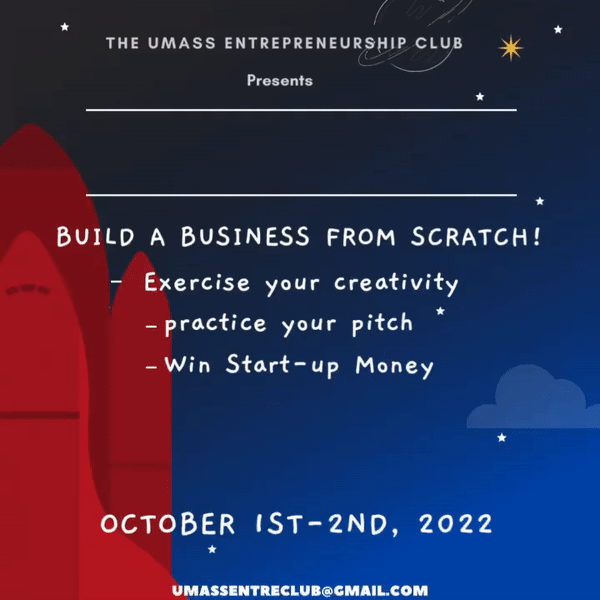 THE UMASS ENTREPRENEURSHIP CLUB
Presents
BUILD A BUSINESS FROM SCRATCH!
- Exercise your creativity
- practice your pitch
- Win Start-up Money
OCTOBER 1ST-2ND, 2022
UMASSENTRECLUB@GMAIL.COM